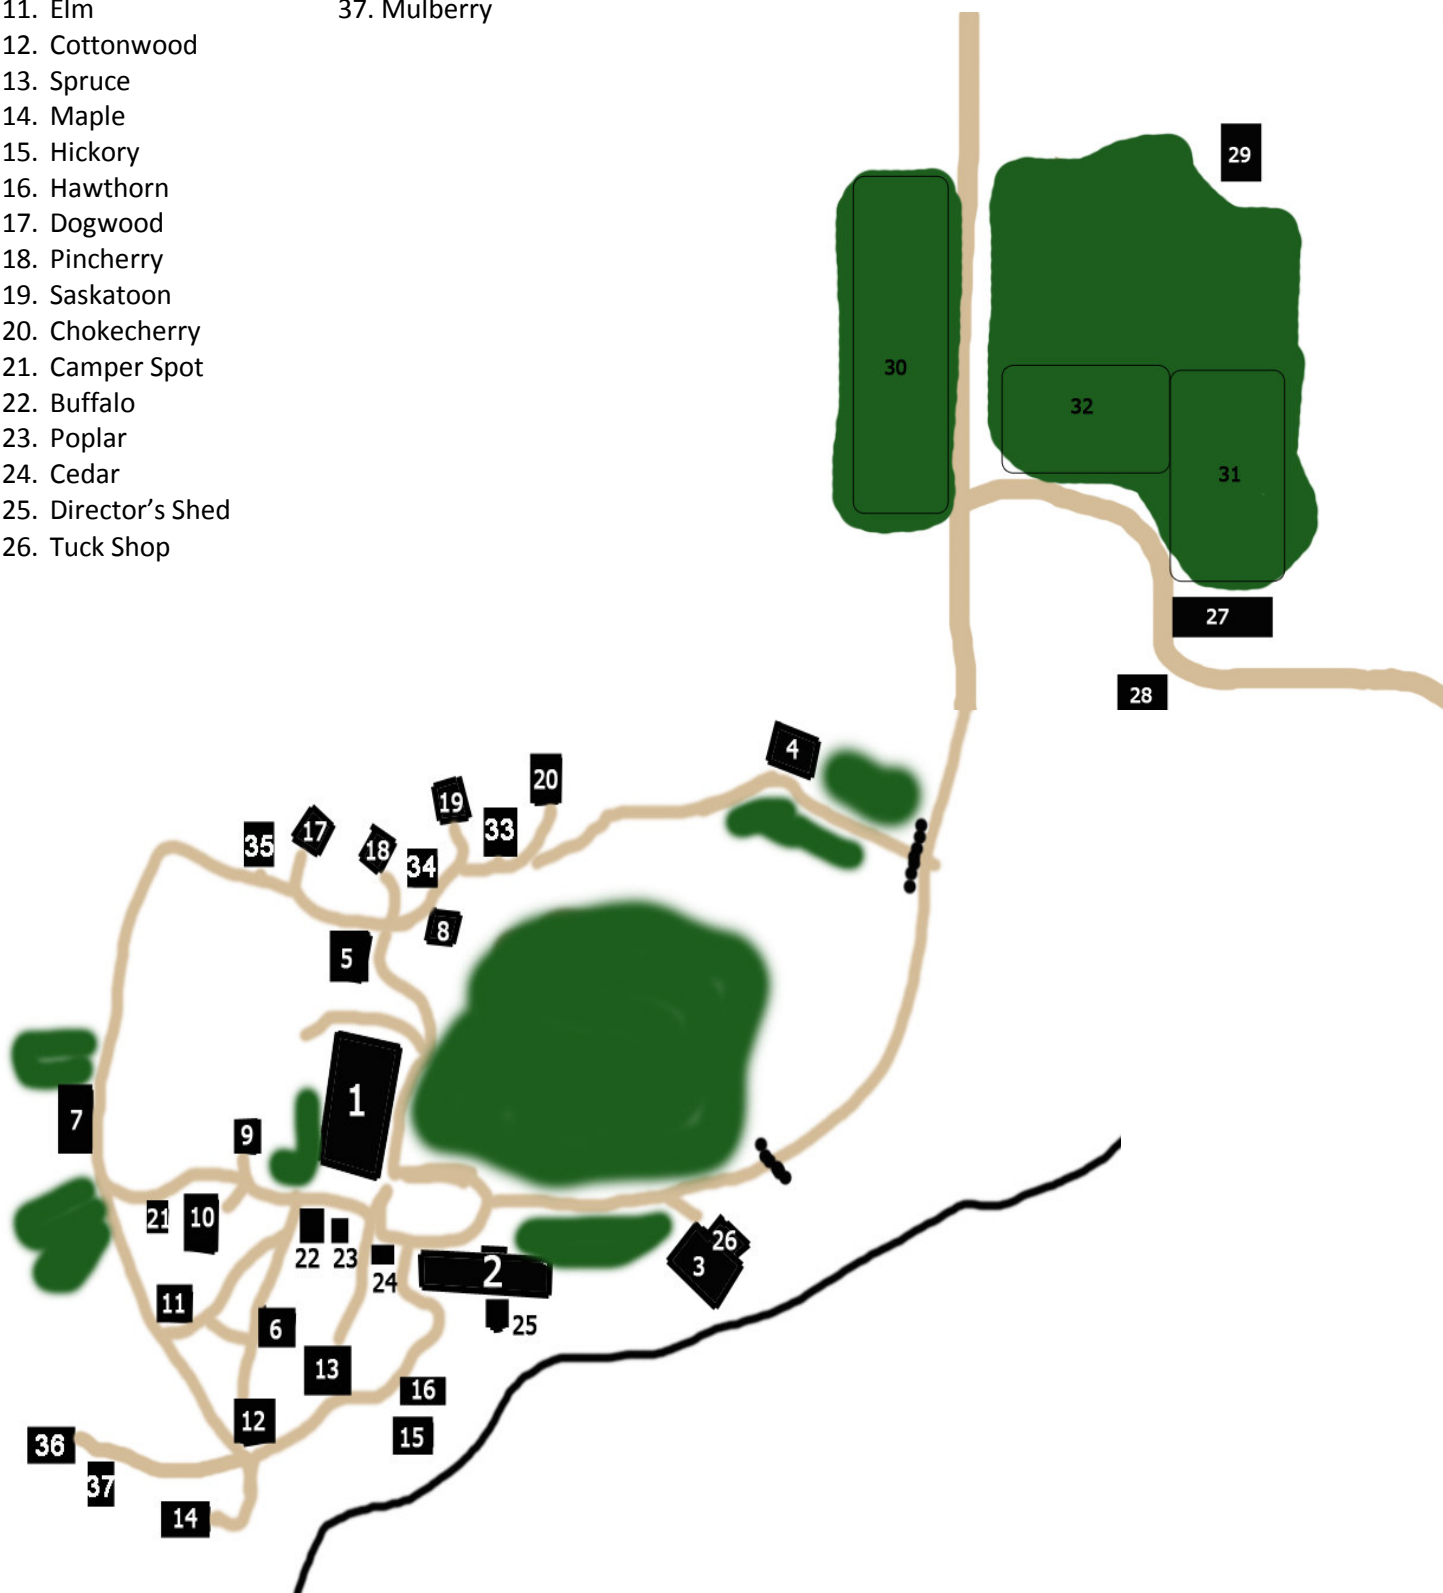 11. Elm
12. Cottonwood
13. Spruce
14. Maple
15. Hickory
16. Hawthorn
17. Dogwood
18. Pincherry
19. Saskatoon
20. Chokecherry
21. Camper Spot
22. Buffalo
23. Poplar
24. Cedar
25. Director's Shed
26. Tuck Shop
37. Mulberry
29
30
32
31
27
28
4
20
19
33
17
35
18
34
8
5
1
7
9
21
10
22
23
24
2
26
3
11
6
25
13
16
12
15
36
37
14